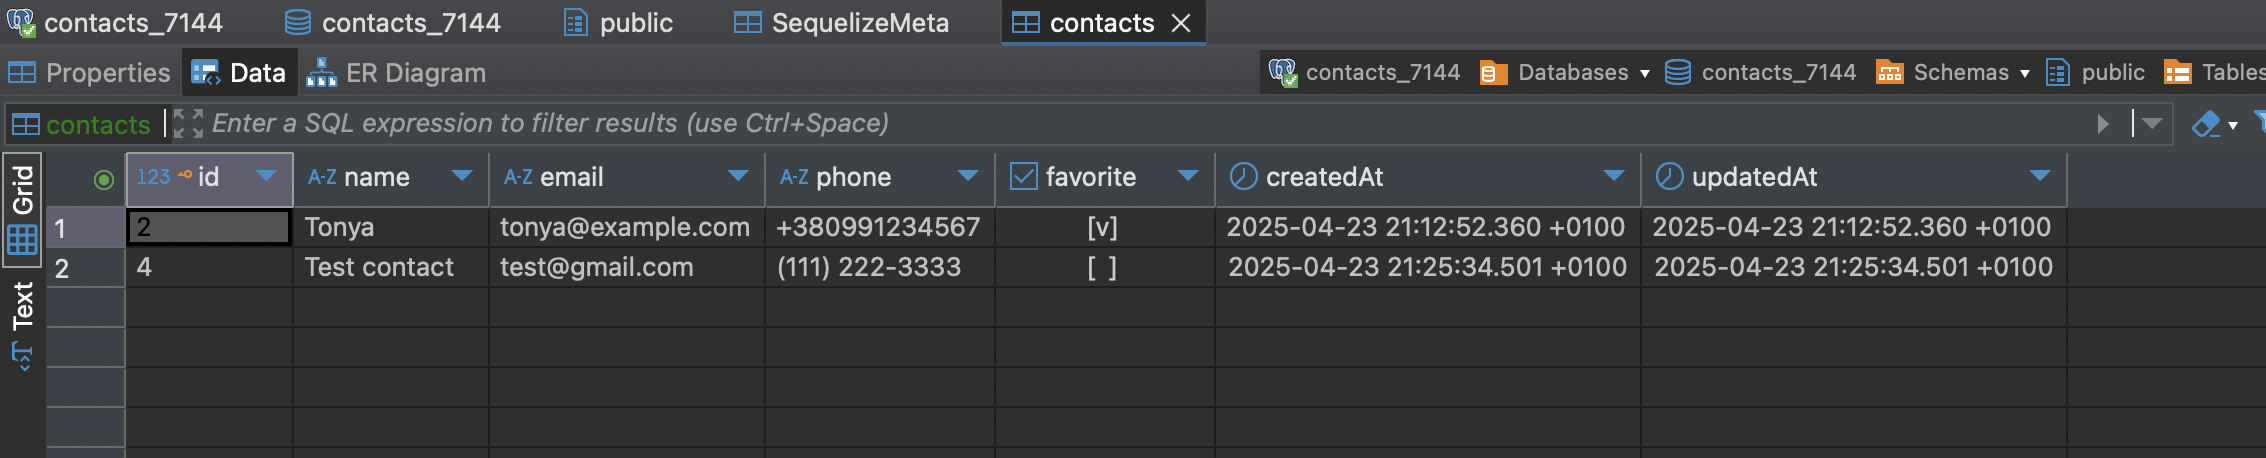 contacts_7144 contacts_7144 public SequelizeMeta contacts
Properties Data ER Diagram contacts_7144 Databases contacts_7144 Schemas public Tables
contacts Enter a SQL expression to filter results (use Ctrl+Space)
Grid
Text
123 id A-Z name A-Z email A-Z phone favorite createdAt updatedAt
1 2 Tonya tonya@example.com +380991234567 [v] 2025-04-23 21:12:52.360 +0100 2025-04-23 21:12:52.360 +0100
2 4 Test contact test@gmail.com (111) 222-3333 [ ] 2025-04-23 21:25:34.501 +0100 2025-04-23 21:25:34.501 +0100